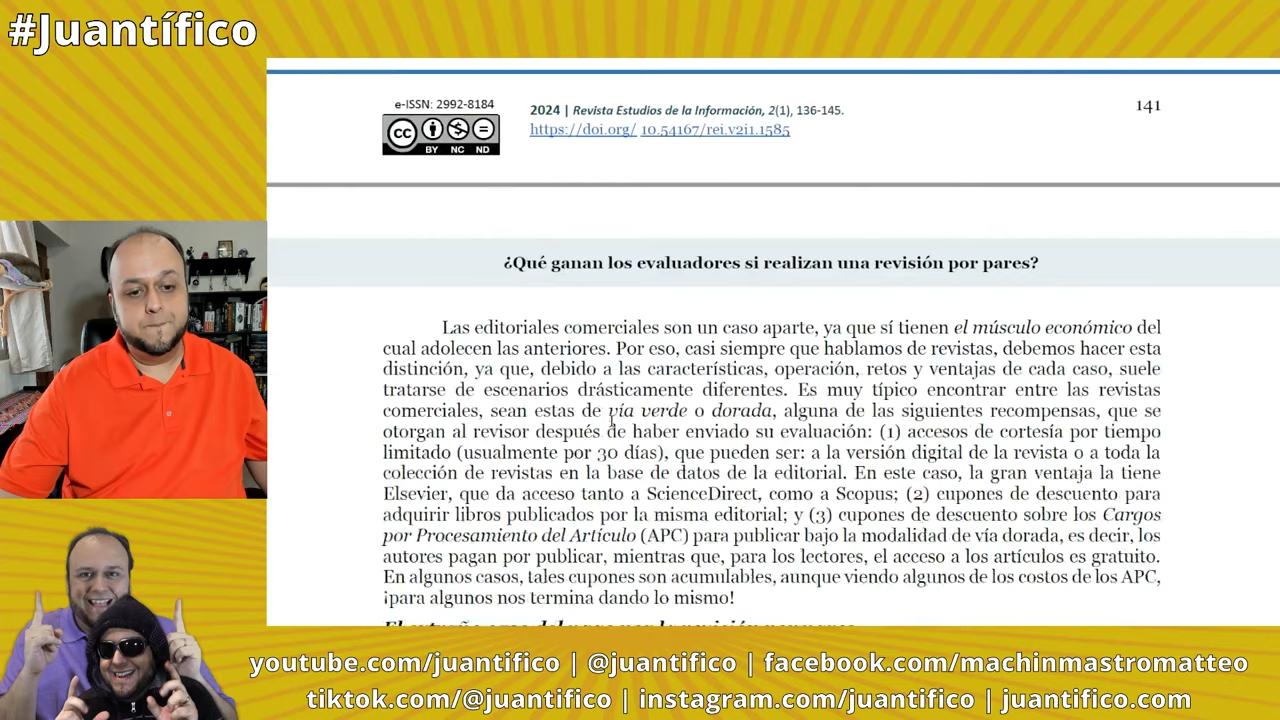 #Juantífico
e-ISSN: 2992-8184
CC BY NC ND
2024 | Revista Estudios de la Información, 2(1), 136-145.
https://doi.org/ 10.54167/rei.v2i1.1585
141
¿Qué ganan los evaluadores si realizan una revisión por pares?
Las editoriales comerciales son un caso aparte, ya que sí tienen el músculo económico del
cual adolecen las anteriores. Por eso, casi siempre que hablamos de revistas, debemos hacer esta
distinción, ya que, debido a las características, operación, retos y ventajas de cada caso, suele
tratarse de escenarios drásticamente diferentes. Es muy típico encontrar entre las revistas
comerciales, sean estas de vía verde o dorada, alguna de las siguientes recompensas, que se
otorgan al revisor después de haber enviado su evaluación: (1) accesos de cortesía por tiempo
limitado (usualmente por 30 días), que pueden ser: a la versión digital de la revista o a toda la
colección de revistas en la base de datos de la editorial. En este caso, la gran ventaja la tiene
Elsevier, que da acceso tanto a ScienceDirect, como a Scopus; (2) cupones de descuento para
adquirir libros publicados por la misma editorial; y (3) cupones de descuento sobre los Cargos
por Procesamiento del Artículo (APC) para publicar bajo la modalidad de vía dorada, es decir, los
autores pagan por publicar, mientras que, para los lectores, el acceso a los artículos es gratuito.
En algunos casos, tales cupones son acumulables, aunque viendo algunos de los costos de los APC,
¡para algunos nos termina dando lo mismo!
youtube.com/juantifico | @juantifico | facebook.com/machinmastromatteo
tiktok.com/@juantifico | instagram.com/juantifico | juantifico.com